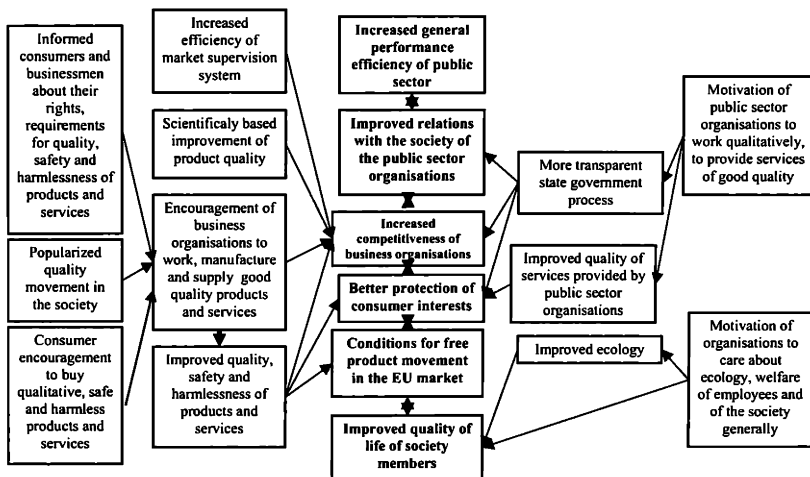 Informed
consumers and
businessmen
about their
rights,
requirements
for quality,
safety and
harmlessness of
products and
services
Popularized
quality
movement in
the society
Consumer
encouragement
to buy
qualitative, safe
and harmless
products and
services
Increased
efficiency of
market supervision
system
Scientificaly based
improvement of
product quality
Encouragement of
business
organisations to
work, manufacture
and supply good
quality products
and services
Improved quality,
safety and
harmlessness of
products and
services
Increased general
performance
efficiency of public
sector
Improved relations
with the society of
the public sector
organisations
Increased
competitiveness of
business organisations
Better protection of
consumer interests
Conditions for free
product movement
in the EU market
Improved quality of
life of society
members
More transparent
state government
process
Improved quality of
services provided by
public sector
organisations
Improved ecology
Motivation of
public sector
organisations to
work qualitatively,
to provide services
of good quality
Motivation of
organisations to
care about
ecology, welfare
of employees and
of the society
generally